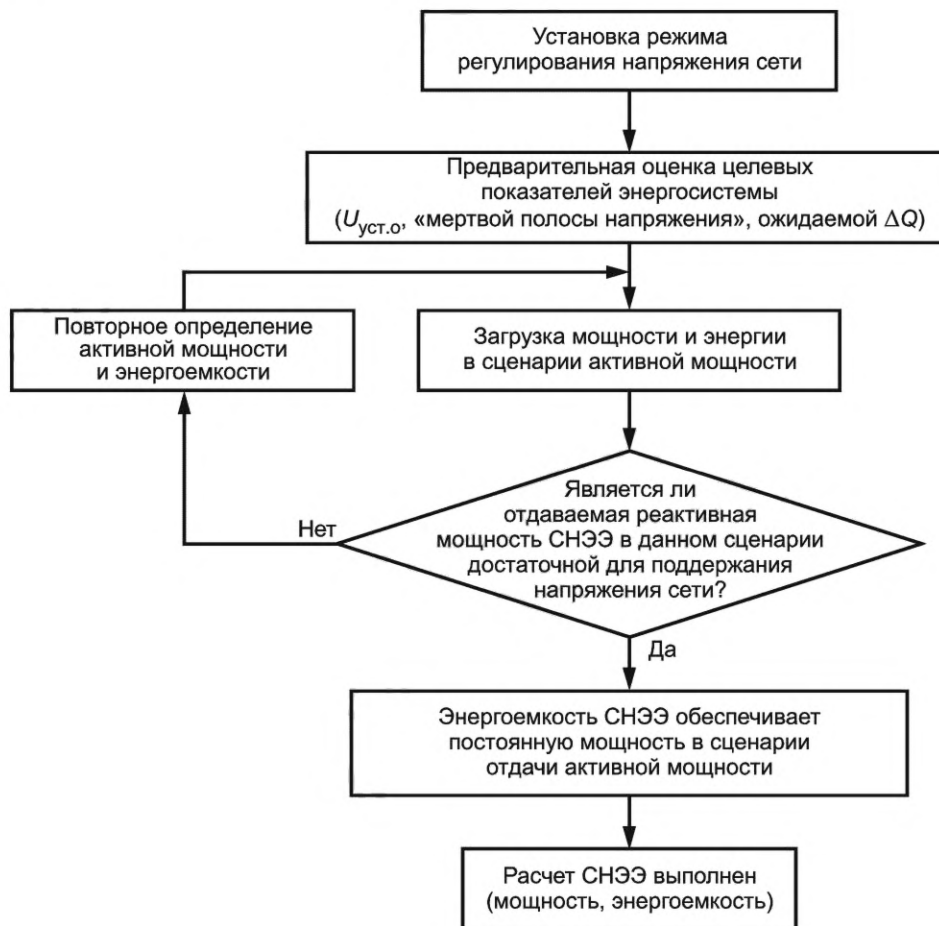 Установка режима
регулирования напряжения сети
Предварительная оценка целевых
показателей энергосистемы
(Uуст.о, «мертвой полосы напряжения», ожидаемой ΔQ)
Повторное определение
активной мощности
и энергоемкости
Загрузка мощности и энергии
в сценарии активной мощности
Является ли
отдаваемая реактивная
мощность СНЭЭ в данном сценарии
достаточной для поддержания
напряжения сети?
Нет
Да
Энергоемкость СНЭЭ обеспечивает
постоянную мощность в сценарии
отдачи активной мощности
Расчет СНЭЭ выполнен
(мощность, энергоемкость)